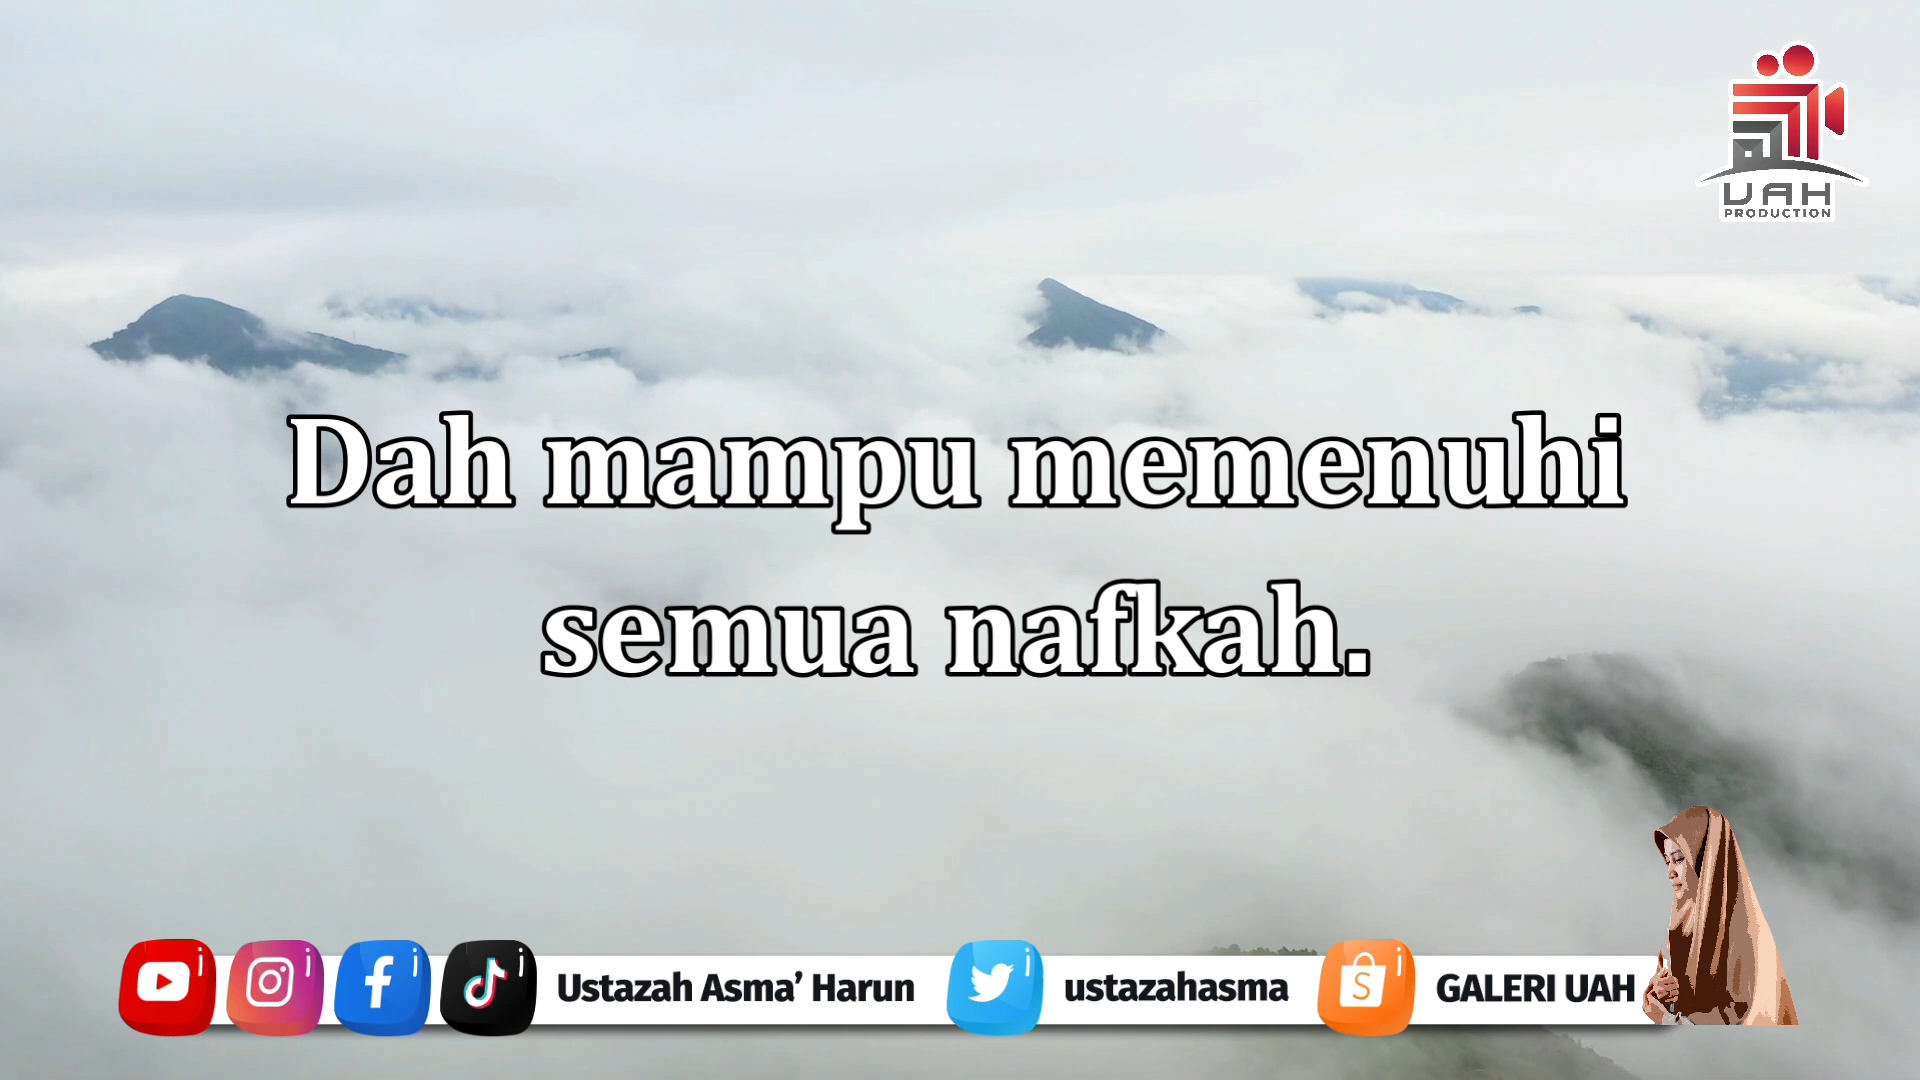 UAH
PRODUCTION
Dah mampu memenuhi
semua nafkah.
Ustazah Asma’ Harun
ustazahasma
GALERI UAH